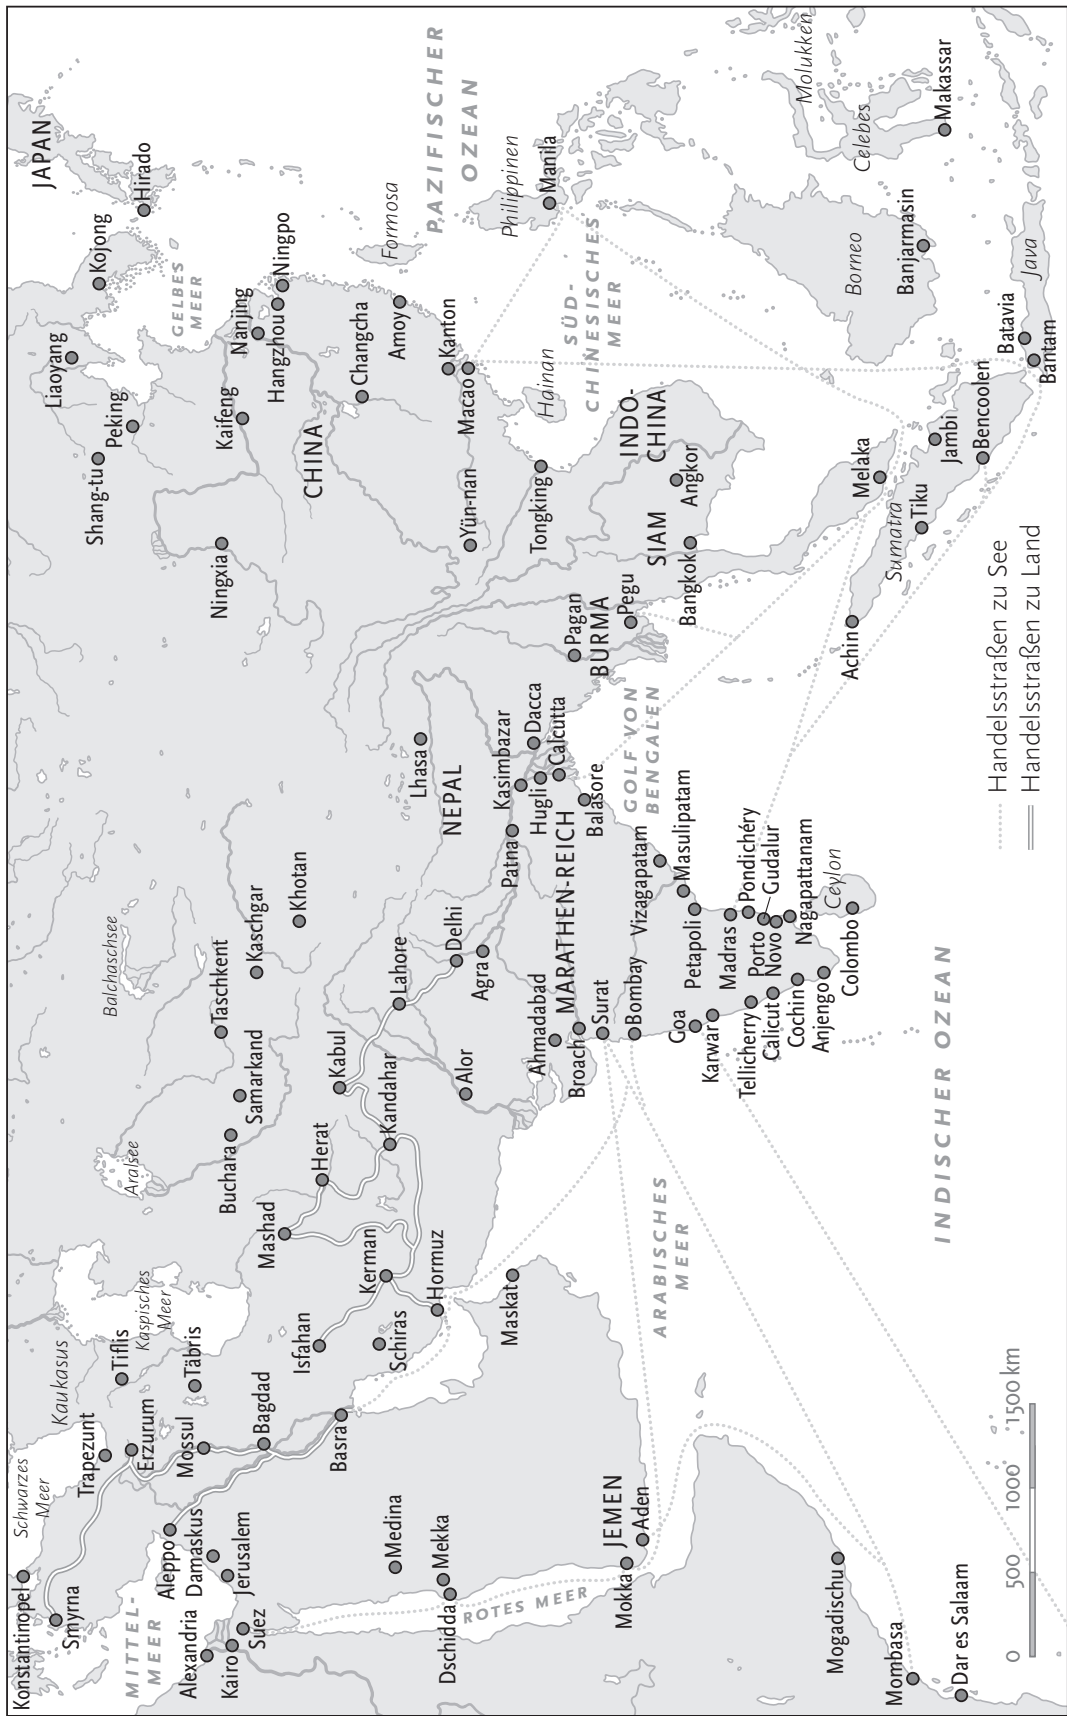 Konstantinopel
Smyrna
Schwarzes
Meer
Trapezunt
Kaukasus
Tiflis
Erzurum
Kaspisches
Meer
Täbris
Mossul
Aleppo
Damaskus
Jerusalem
MITTEL-
MEER
Alexandria
Kairo
Suez
Bagdad
Basra
Medina
Mekka
Dschidda
ROTES MEER
JEMEN
Mokka
Aden
Mogadischu
Mombasa
Dar es Salaam
Isfahan
Schiras
Kerman
Hormuz
Maskat
Mashad
Herat
Aralsee
Buchara
Samarkand
Taschkent
Balchaschsee
Kaschgar
Khotan
Kabul
Kandahar
Lahore
Delhi
Agra
Alor
ARABISCHES
MEER
Ahmadabad
Broach
Surat
Bombay
MARATHEN-REICH
Goa
Karwar
Tellicherry
Calicut
Cochin
Anjengo
Colombo
Ceylon
Nagapattanam
Porto
Novo
Gudalur
Pondichéry
Madras
Petapoli
Masulipatam
Vizagapatam
INDISCHER OZEAN
Lhasa
NEPAL
Patna
Kasimbazar
Hugli
Dacca
Calcutta
Balasore
GOLF VON
BENGALEN
Pagan
BURMA
Pegu
SIAM
Bangkok
Angkor
INDO-
CHINA
Tongking
Yün-nan
Ningxia
Shang-tu
Peking
Liaoyang
Kojong
JAPAN
Hirado
GELBES
MEER
Kaifeng
Nanjing
Hangzhou
Ningpo
CHINA
Changcha
Amoy
Formosa
Kanton
Macao
Hainan
SÜD-
CHINESISCHES
MEER
PAZIFISCHER
OZEAN
Philippinen
Manila
Molukken
Celebes
Makassar
Borneo
Banjarmasin
Java
Batavia
Bantam
Melaka
Jambi
Bencoolen
Sumatra
Tiku
Achin
Handelsstraßen zu See
Handelsstraßen zu Land
0 500 1000 1500 km